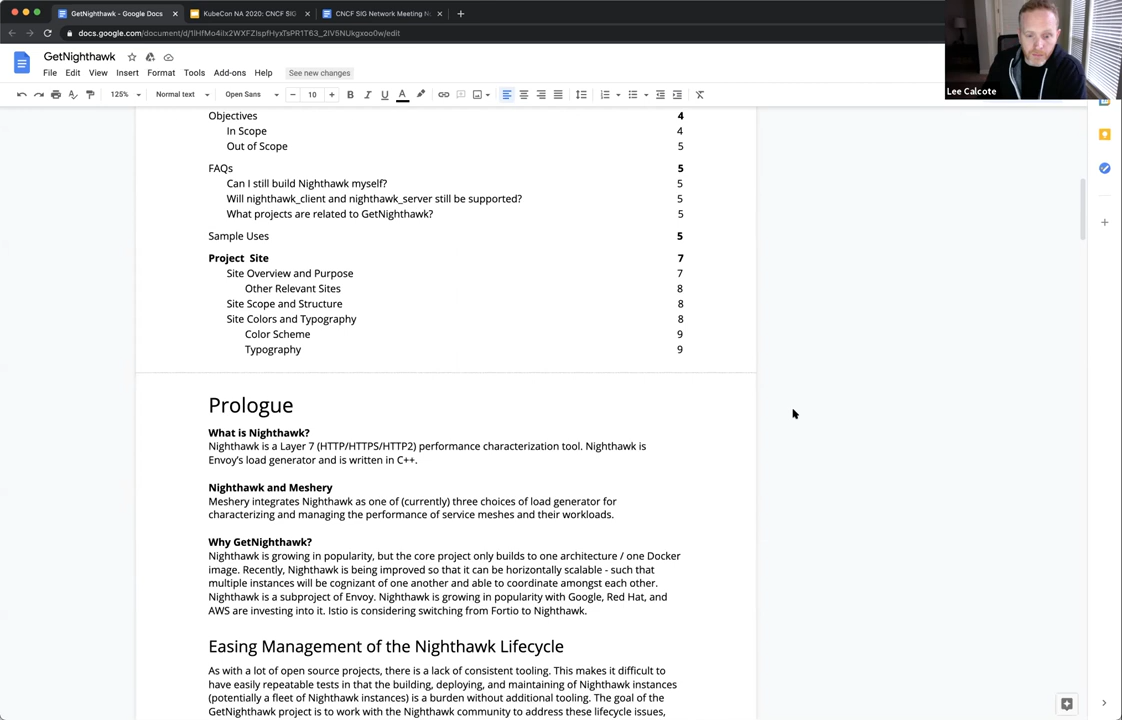 GetNighthawk - Google Docs
KubeCon NA 2020: CNCF SIG
CNCF SIG Network Meeting N
docs.google.com/document/d/
/edit
GetNighthawk
File Edit View Insert Format Tools Add-ons Help See new changes
125% Normal text Open Sans 10
Lee Calcote
Objectives 4
In Scope 4
Out of Scope 5
FAQs 5
Can I still build Nighthawk myself? 5
Will nighthawk_client and nighthawk_server still be supported? 5
What projects are related to GetNighthawk? 5
Sample Uses 5
Project Site 7
Site Overview and Purpose 7
Other Relevant Sites 8
Site Scope and Structure 8
Site Colors and Typography 8
Color Scheme 9
Typography 9
Prologue
What is Nighthawk?
Nighthawk is a Layer 7 (HTTP/HTTPS/HTTP2) performance characterization tool. Nighthawk is
Envoy's load generator and is written in C++.
Nighthawk and Meshery
Meshery integrates Nighthawk as one of (currently) three choices of load generator for
characterizing and managing the performance of service meshes and their workloads.
Why GetNighthawk?
Nighthawk is growing in popularity, but the core project only builds to one architecture / one Docker
image. Recently, Nighthawk is being improved so that it can be horizontally scalable - such that
multiple instances will be cognizant of one another and able to coordinate amongst each other.
Nighthawk is a subproject of Envoy. Nighthawk is growing in popularity with Google, Red Hat, and
AWS are investing into it. Istio is considering switching from Fortio to Nighthawk.
Easing Management of the Nighthawk Lifecycle
As with a lot of open source projects, there is a lack of consistent tooling. This makes it difficult to
have easily repeatable tests in that the building, deploying, and maintaining of Nighthawk instances
(potentially a fleet of Nighthawk instances) is a burden without additional tooling. The goal of the
GetNighthawk project is to work with the Nighthawk community to address these lifecycle issues,